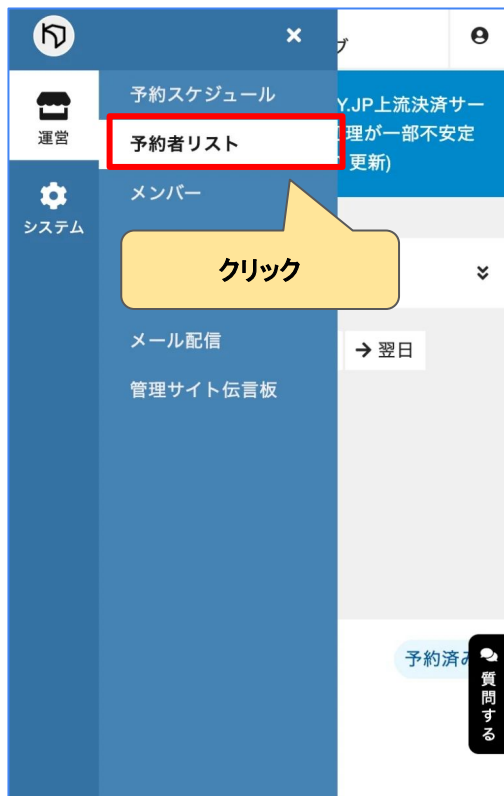 ブ
運営
システム
予約スケジュール
予約者リスト
メンバー
クリック
メール配信
管理サイト伝言板
Y.JP上流決済サー
理が一部不安定
更新)
翌日
予約済み
質問する